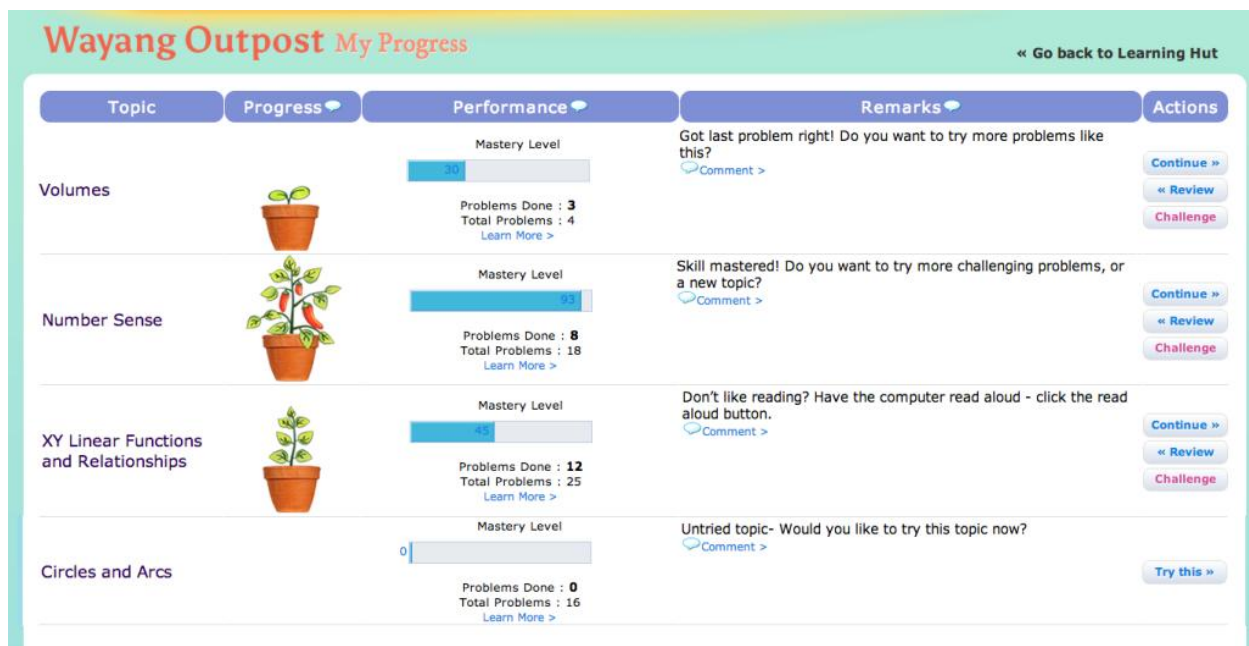 Wayang Outpost My Progress
« Go back to Learning Hut
Topic Progress Performance Remarks Actions
Volumes
Mastery Level
30
Problems Done : 3
Total Problems : 4
Learn More >
Got last problem right! Do you want to try more problems like
this?
Comment >
Continue »
« Review
Challenge
Number Sense
Mastery Level
93
Problems Done : 8
Total Problems : 18
Learn More >
Skill mastered! Do you want to try more challenging problems, or
a new topic?
Comment >
Continue »
« Review
Challenge
XY Linear Functions
and Relationships
Mastery Level
45
Problems Done : 12
Total Problems : 25
Learn More >
Don’t like reading? Have the computer read aloud - click the read
aloud button.
Comment >
Continue »
« Review
Challenge
Circles and Arcs
Mastery Level
0
Problems Done : 0
Total Problems : 16
Learn More >
Untried topic- Would you like to try this topic now?
Comment >
Try this »